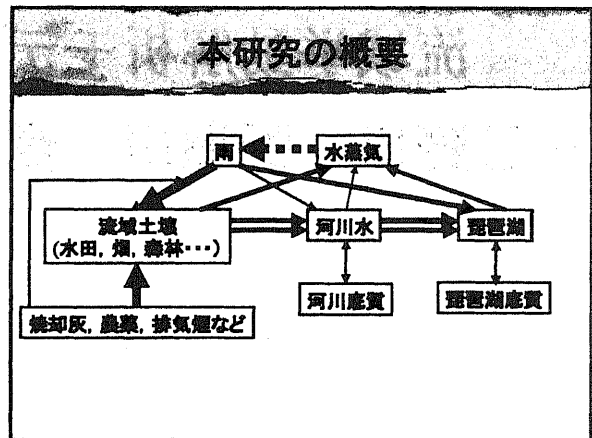 本研究の概要
雨
水蒸気
流域土壌
(水田, 畑, 森林･･･)
河川水
琵琶湖
河川底質
琵琶湖底質
焼却灰, 農薬, 排気煙など